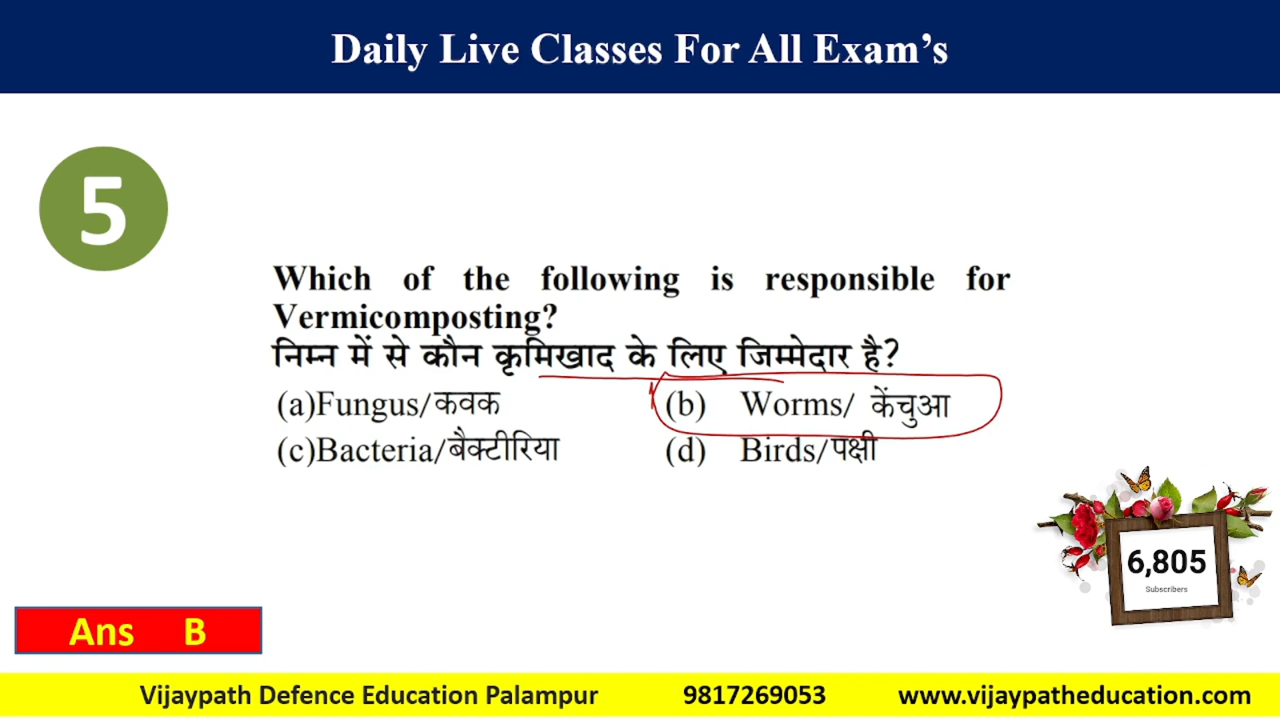 Daily Live Classes For All Exam's
5
Which of the following is responsible for
Vermicomposting?
निम्न में से कौन कृमिखाद के लिए जिम्मेदार है?
(a)Fungus/कवक (b) Worms/ केंचुआ
(c)Bacteria/बैक्टीरिया (d) Birds/पक्षी
6,805
Subscribers
Ans B
Vijaypath Defence Education Palampur 9817269053 www.vijaypatheducation.com